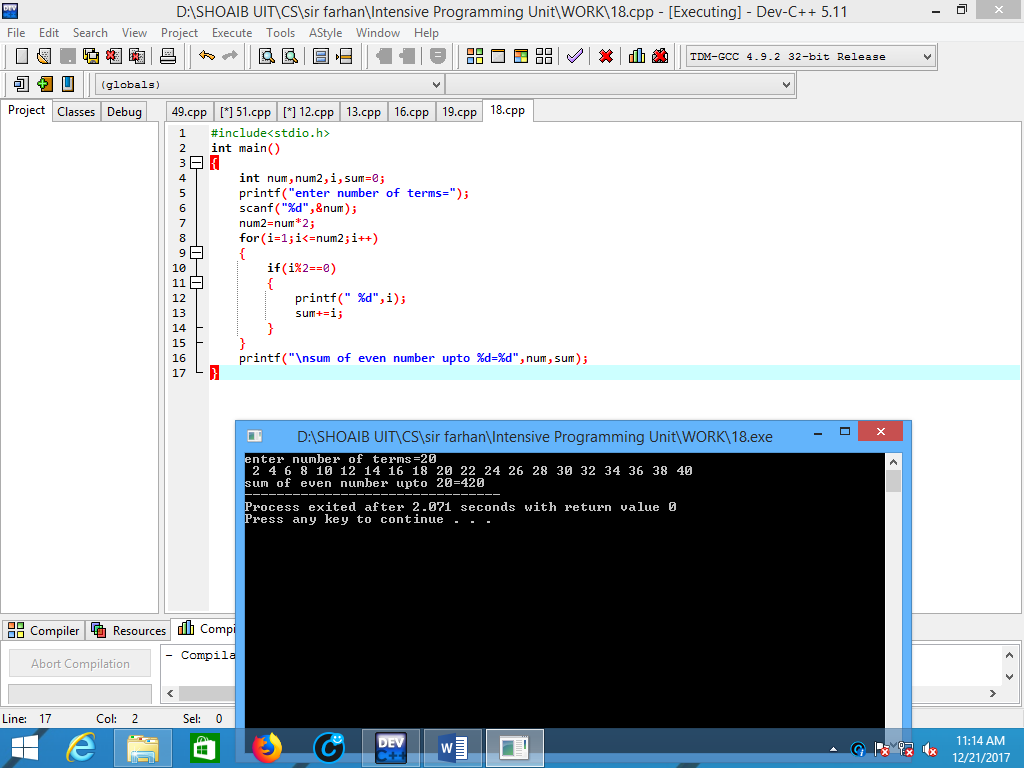 D:\SHOAIB UIT\CS\sir farhan\Intensive Programming Unit\WORK\18.cpp - [Executing] - Dev-C++ 5.11
File Edit Search View Project Execute Tools AStyle Window Help
TDM-GCC 4.9.2 32-bit Release
(globals)
Project Classes Debug
49.cpp [*] 51.cpp [*] 12.cpp 13.cpp 16.cpp 19.cpp 18.cpp
1 #include<stdio.h>
2 int main()
3 {
4 int num,num2,i,sum=0;
5 printf("enter number of terms=");
6 scanf("%d",&num);
7 num2=num*2;
8 for(i=1;i<=num2;i++)
9 {
10 if(i%2==0)
11 {
12 printf(" %d",i);
13 sum+=i;
14 }
15 }
16 printf("\nsum of even number upto %d=%d",num,sum);
17 }
D:\SHOAIB UIT\CS\sir farhan\Intensive Programming Unit\WORK\18.exe
enter number of terms=20
2 4 6 8 10 12 14 16 18 20 22 24 26 28 30 32 34 36 38 40
sum of even number upto 20=420
--------------------------------
Process exited after 2.071 seconds with return value 0
Press any key to continue . . .
Compiler Resources Compi
Abort Compilation
- Compila
Line: 17 Col: 2 Sel: 0
DEV C++
11:14 AM
12/21/2017